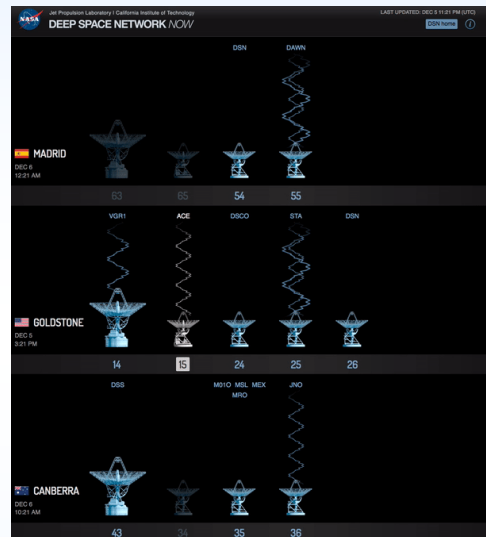 NASA
Jet Propulsion Laboratory | California Institute of Technology
DEEP SPACE NETWORK NOW
LAST UPDATED: DEC 5 11:21 PM (UTC)
DSN home i
DSN DAWN
MADRID
DEC 6
12:21 AM
63 65 54 55
VGR1 ACE DSCO STA DSN
GOLDSTONE
DEC 5
3:21 PM
14 15 24 25 26
DSS M01O MSL MEX JNO
MRO
CANBERRA
DEC 6
10:21 AM
43 34 35 36